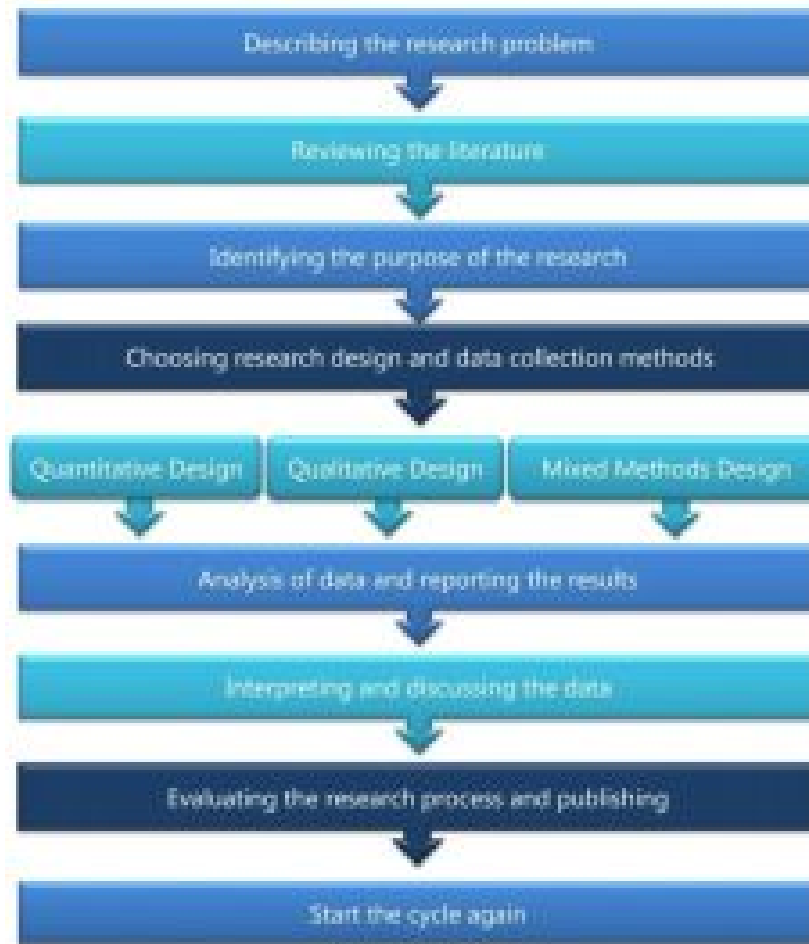 Describing the research problem
Reviewing the literature
Identifying the purpose of the research
Choosing research design and data collection methods
Quantitative Design
Qualitative Design
Mixed Methods Design
Analysis of data and reporting the results
Interpreting and discussing the data
Evaluating the research process and publishing
Start the cycle again